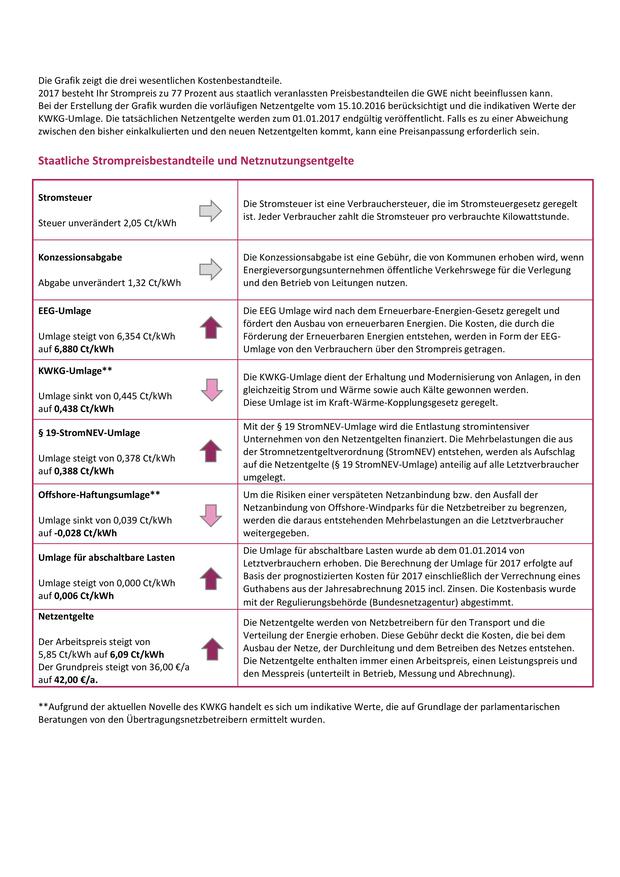 Die Grafik zeigt die drei wesentlichen Kostenbestandteile.
2017 besteht Ihr Strompreis zu 77 Prozent aus staatlich veranlassten Preisbestandteilen die GWE nicht beeinflussen kann.
Bei der Erstellung der Grafik wurden die vorläufigen Netzentgelte vom 15.10.2016 berücksichtigt und die indikativen Werte der
KWKG-Umlage. Die tatsächlichen Netzentgelte werden zum 01.01.2017 endgültig veröffentlicht. Falls es zu einer Abweichung
zwischen den bisher einkalkulierten und den neuen Netzentgelten kommt, kann eine Preisanpassung erforderlich sein.
Staatliche Strompreisbestandteile und Netznutzungsentgelte
Stromsteuer
Steuer unverändert 2,05 Ct/kWh
Die Stromsteuer ist eine Verbrauchersteuer, die im Stromsteuergesetz geregelt
ist. Jeder Verbraucher zahlt die Stromsteuer pro verbrauchte Kilowattstunde.
Konzessionsabgabe
Abgabe unverändert 1,32 Ct/kWh
Die Konzessionsabgabe ist eine Gebühr, die von Kommunen erhoben wird, wenn
Energieversorgungsunternehmen öffentliche Verkehrswege für die Verlegung
und den Betrieb von Leitungen nutzen.
EEG-Umlage
Umlage steigt von 6,354 Ct/kWh
auf 6,880 Ct/kWh
Die EEG Umlage wird nach dem Erneuerbare-Energien-Gesetz geregelt und
fördert den Ausbau von erneuerbaren Energien. Die Kosten, die durch die
Förderung der Erneuerbaren Energien entstehen, werden in Form der EEG-
Umlage von den Verbrauchern über den Strompreis getragen.
KWKG-Umlage**
Umlage sinkt von 0,445 Ct/kWh
auf 0,438 Ct/kWh
Die KWKG-Umlage dient der Erhaltung und Modernisierung von Anlagen, in den
gleichzeitig Strom und Wärme sowie auch Kälte gewonnen werden.
Diese Umlage ist im Kraft-Wärme-Kopplungsgesetz geregelt.
§ 19-StromNEV-Umlage
Umlage steigt von 0,378 Ct/kWh
auf 0,388 Ct/kWh
Mit der § 19 StromNEV-Umlage wird die Entlastung stromintensiver
Unternehmen von den Netzentgelten finanziert. Die Mehrbelastungen die aus
der Stromnetzentgeltverordnung (StromNEV) entstehen, werden als Aufschlag
auf die Netzentgelte (§ 19 StromNEV-Umlage) anteilig auf alle Letztverbraucher
umgelegt.
Offshore-Haftungsumlage**
Umlage sinkt von 0,039 Ct/kWh
auf -0,028 Ct/kWh
Um die Risiken einer verspäteten Netzanbindung bzw. den Ausfall der
Netzanbindung von Offshore-Windparks für die Netzbetreiber zu begrenzen,
werden die daraus entstehenden Mehrbelastungen an die Letztverbraucher
weitergegeben.
Umlage für abschaltbare Lasten
Umlage steigt von 0,000 Ct/kWh
auf 0,006 Ct/kWh
Die Umlage für abschaltbare Lasten wurde ab dem 01.01.2014 von
Letztverbrauchern erhoben. Die Berechnung der Umlage für 2017 erfolgte auf
Basis der prognostizierten Kosten für 2017 einschließlich der Verrechnung eines
Guthabens aus der Jahresabrechnung 2015 incl. Zinsen. Die Kostenbasis wurde
mit der Regulierungsbehörde (Bundesnetzagentur) abgestimmt.
Netzentgelte
Der Arbeitspreis steigt von
5,85 Ct/kWh auf 6,09 Ct/kWh
Der Grundpreis steigt von 36,00 €/a
auf 42,00 €/a.
Die Netzentgelte werden von Netzbetreibern für den Transport und die
Verteilung der Energie erhoben. Diese Gebühr deckt die Kosten, die bei dem
Ausbau der Netze, der Durchleitung und dem Betreiben des Netzes entstehen.
Die Netzentgelte enthalten immer einen Arbeitspreis, einen Leistungspreis und
den Messpreis (unterteilt in Betrieb, Messung und Abrechnung).
**Aufgrund der aktuellen Novelle des KWKG handelt es sich um indikative Werte, die auf Grundlage der parlamentarischen
Beratungen von den Übertragungsnetzbetreibern ermittelt wurden.